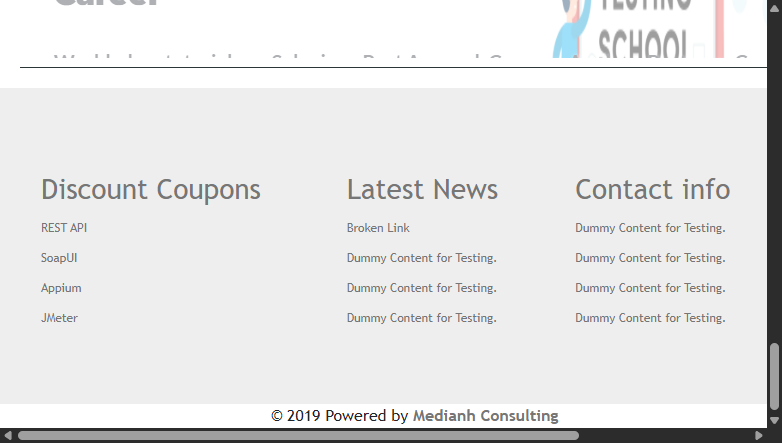 Career
TESTING
SCHOOL
Discount Coupons
REST API
SoapUI
Appium
JMeter
Latest News
Broken Link
Dummy Content for Testing.
Dummy Content for Testing.
Dummy Content for Testing.
Contact info
Dummy Content for Testing.
Dummy Content for Testing.
Dummy Content for Testing.
Dummy Content for Testing.
© 2019 Powered by Medianh Consulting